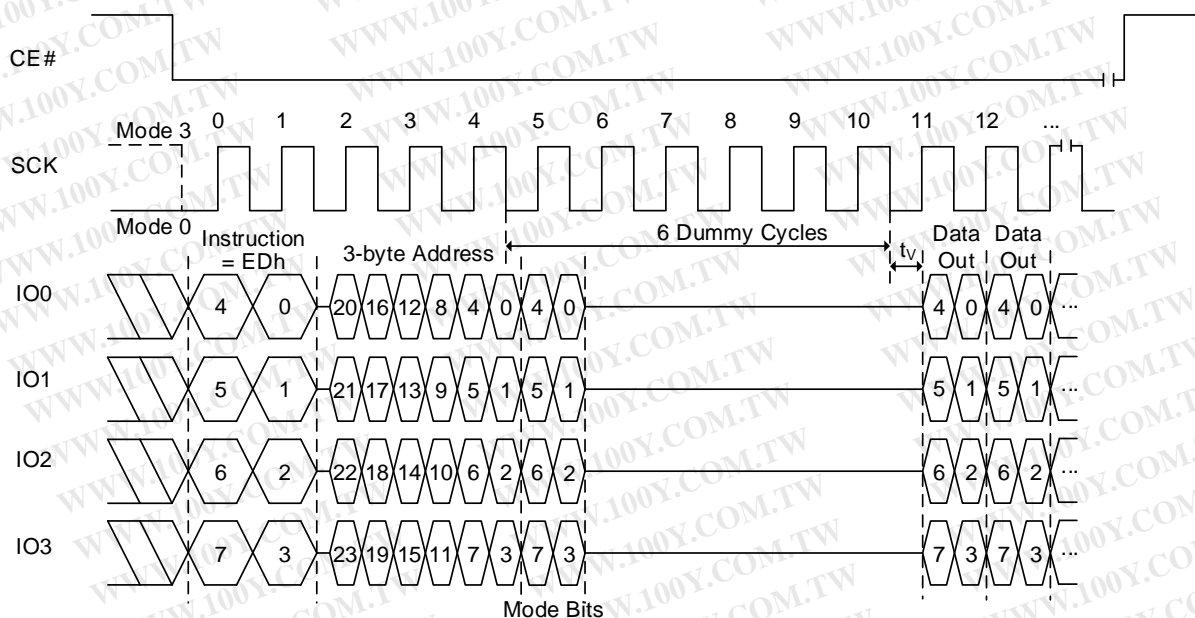 CE#
Mode 3 0 1 2 3 4 5 6 7 8 9 10 11 12 ...
SCK
Mode 0
Instruction = EDh
3-byte Address
6 Dummy Cycles
tV
Data Out
Data Out
IO0 4 0 20 16 12 8 4 0 4 0 4 0 4 0 ...
IO1 5 1 21 17 13 9 5 1 5 1 5 1 5 1 ...
IO2 6 2 22 18 14 10 6 2 6 2 6 2 6 2 ...
IO3 7 3 23 19 15 11 7 3 7 3 7 3 7 3 ...
Mode Bits
WWW.100Y.COM.TW